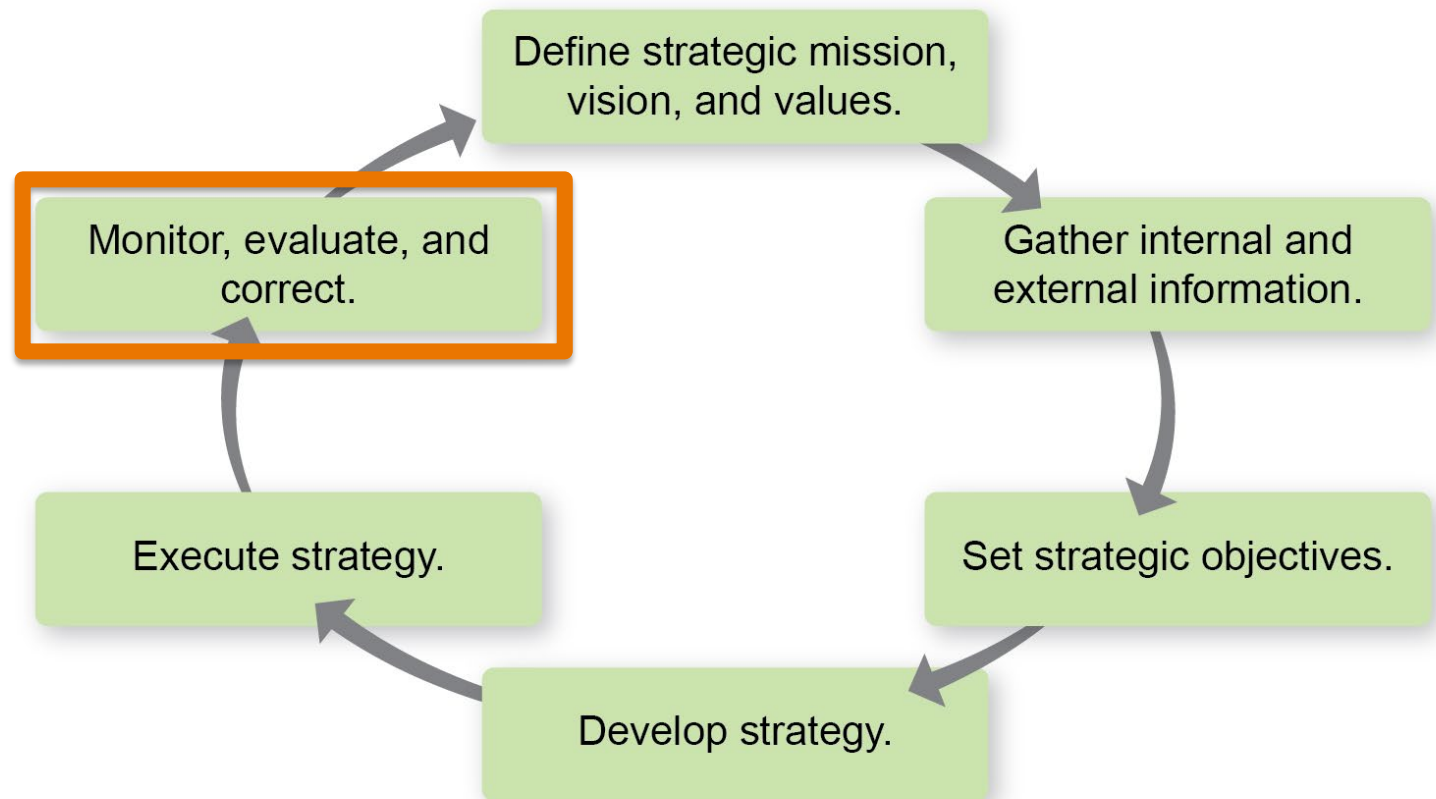 Define strategic mission,
vision, and values.
Gather internal and
external information.
Set strategic objectives.
Develop strategy.
Execute strategy.
Monitor, evaluate, and
correct.